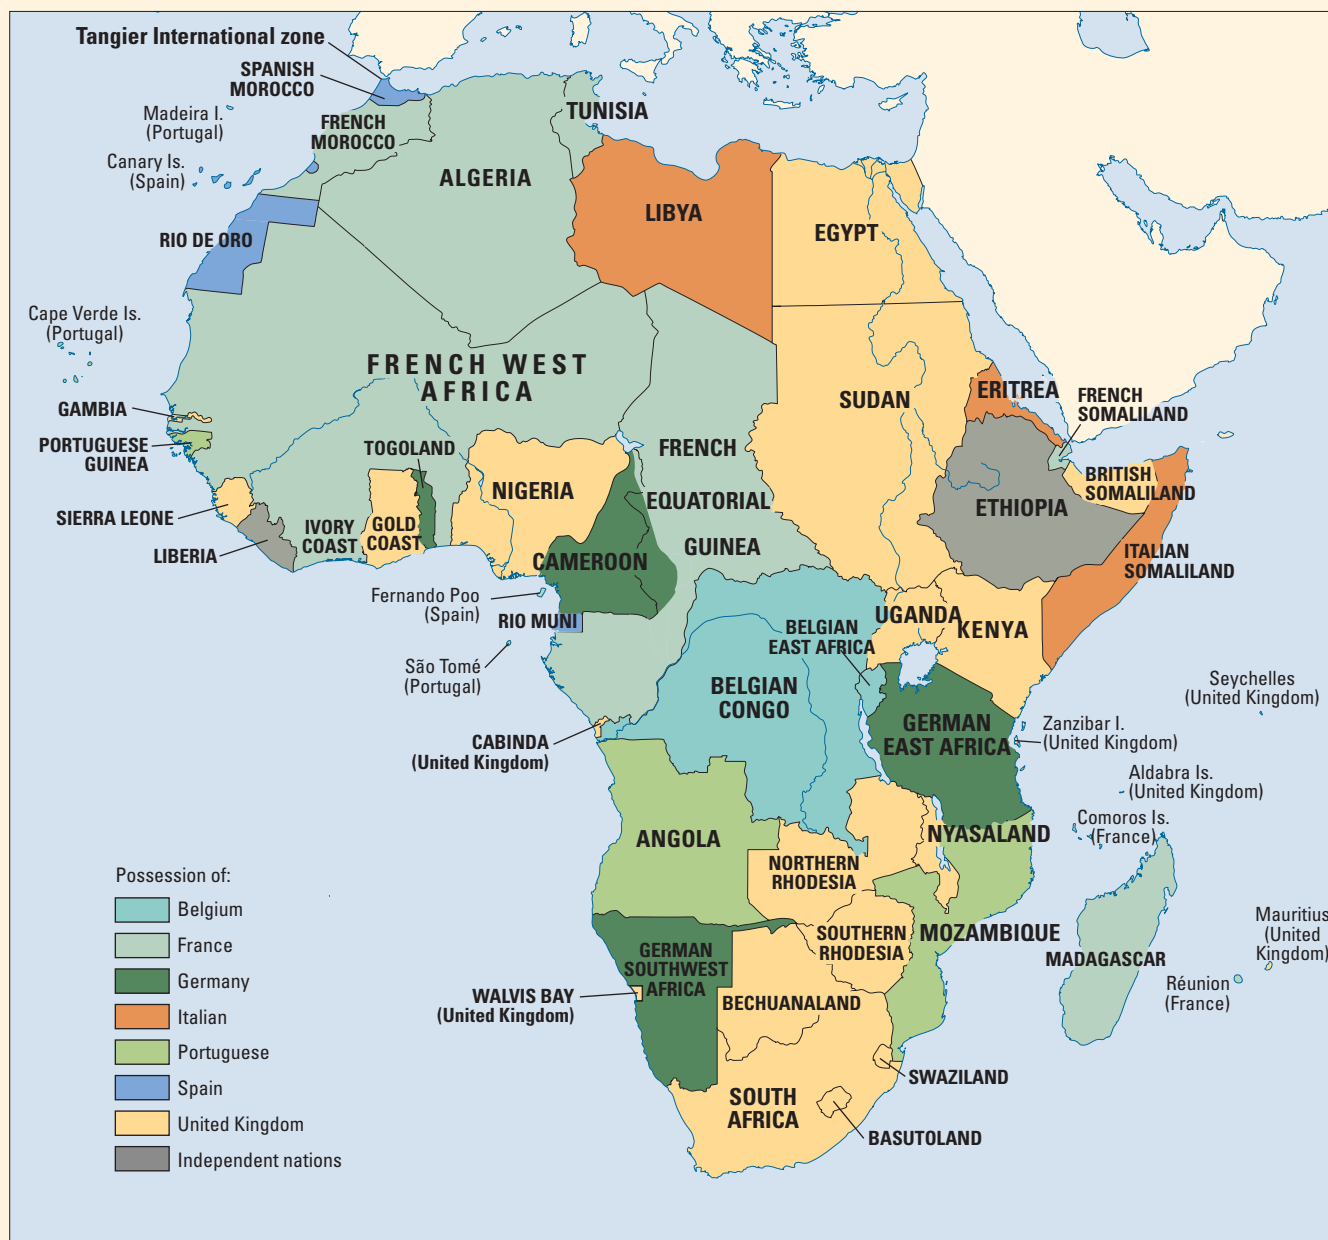 Tangier International zone
SPANISH
MOROCCO
Madeira I.
(Portugal)
FRENCH
MOROCCO
TUNISIA
Canary Is.
(Spain)
ALGERIA
LIBYA
EGYPT
RIO DE ORO
Cape Verde Is.
(Portugal)
FRENCH WEST
AFRICA
SUDAN
ERITREA
FRENCH
SOMALILAND
GAMBIA
PORTUGUESE
GUINEA
TOGOLAND
FRENCH
EQUATORIAL
GUINEA
NIGERIA
BRITISH
SOMALILAND
ETHIOPIA
SIERRA LEONE
LIBERIA
IVORY
COAST
GOLD
COAST
CAMEROON
ITALIAN
SOMALILAND
Fernando Poo
(Spain)
RIO MUNI
UGANDA
KENYA
BELGIAN
EAST AFRICA
São Tomé
(Portugal)
BELGIAN
CONGO
Seychelles
(United Kingdom)
GERMAN
EAST AFRICA
Zanzibar I.
(United Kingdom)
CABINDA
(United Kingdom)
Aldabra Is.
(United Kingdom)
Comoros Is.
(France)
ANGOLA
NYASALAND
NORTHERN
RHODESIA
Possession of:
Belgium
France
Germany
Italian
Portuguese
Spain
United Kingdom
Independent nations
GERMAN
SOUTHWEST
AFRICA
SOUTHERN
RHODESIA
MOZAMBIQUE
MADAGASCAR
Mauritius
(United
Kingdom)
Réunion
(France)
WALVIS BAY
(United Kingdom)
BECHUANALAND
SWAZILAND
SOUTH
AFRICA
BASUTOLAND